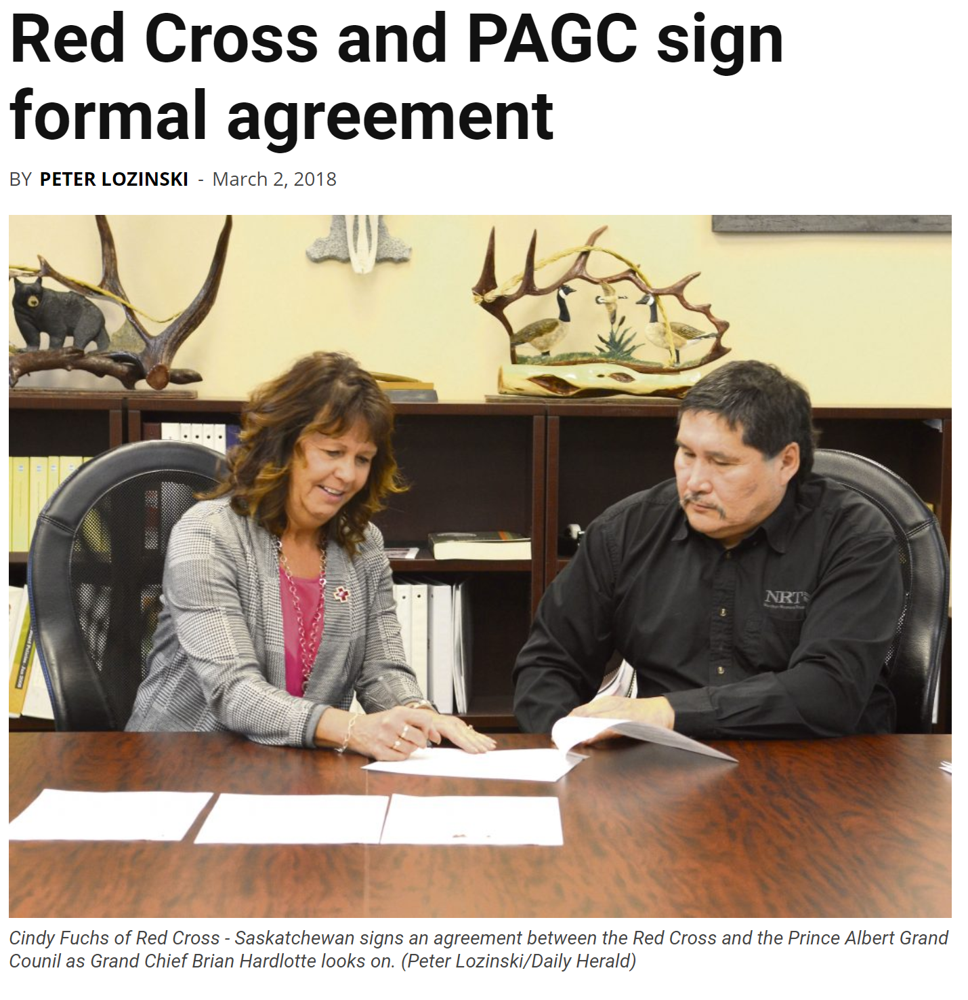 Red Cross and PAGC sign
formal agreement
BY PETER LOZINSKI - March 2, 2018
NRT
Cindy Fuchs of Red Cross - Saskatchewan signs an agreement between the Red Cross and the Prince Albert Grand
Counil as Grand Chief Brian Hardlotte looks on. (Peter Lozinski/Daily Herald)